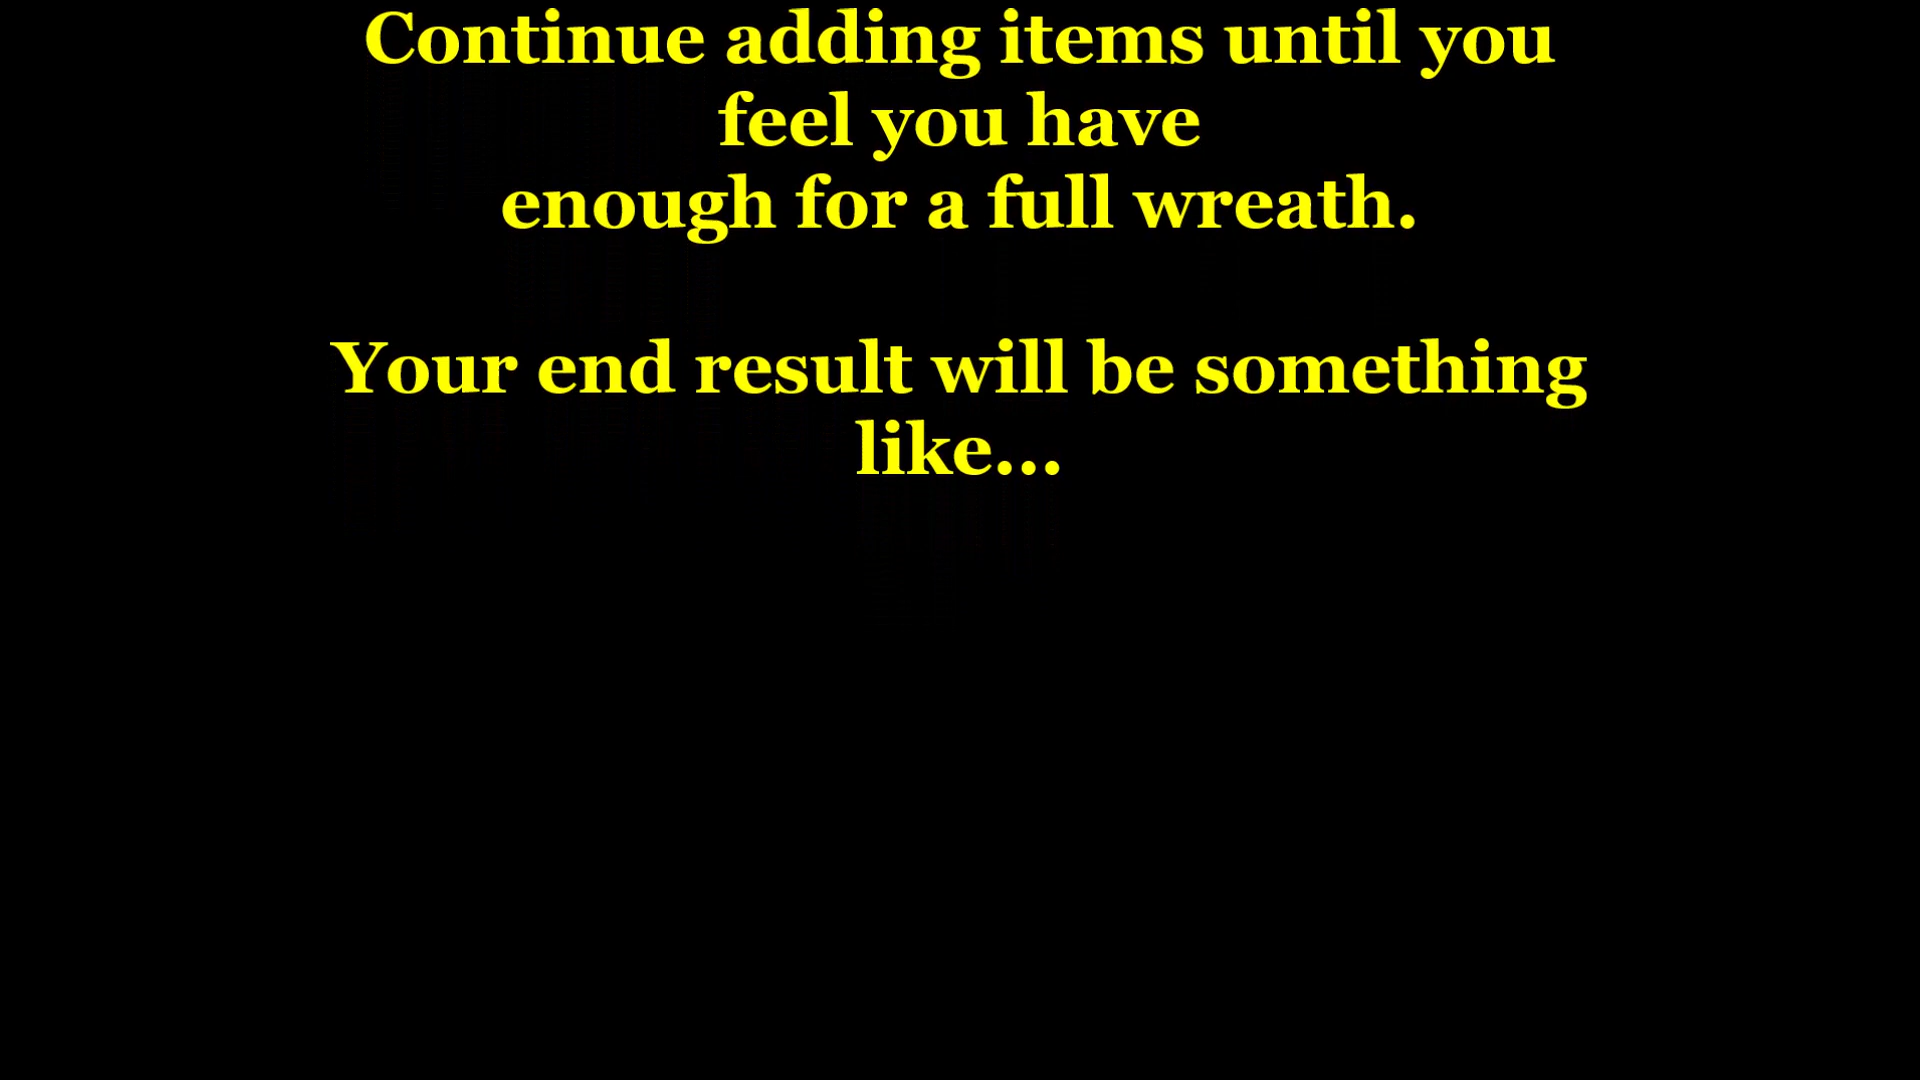 Continue adding items until you
feel you have
enough for a full wreath.
Your end result will be something
like...